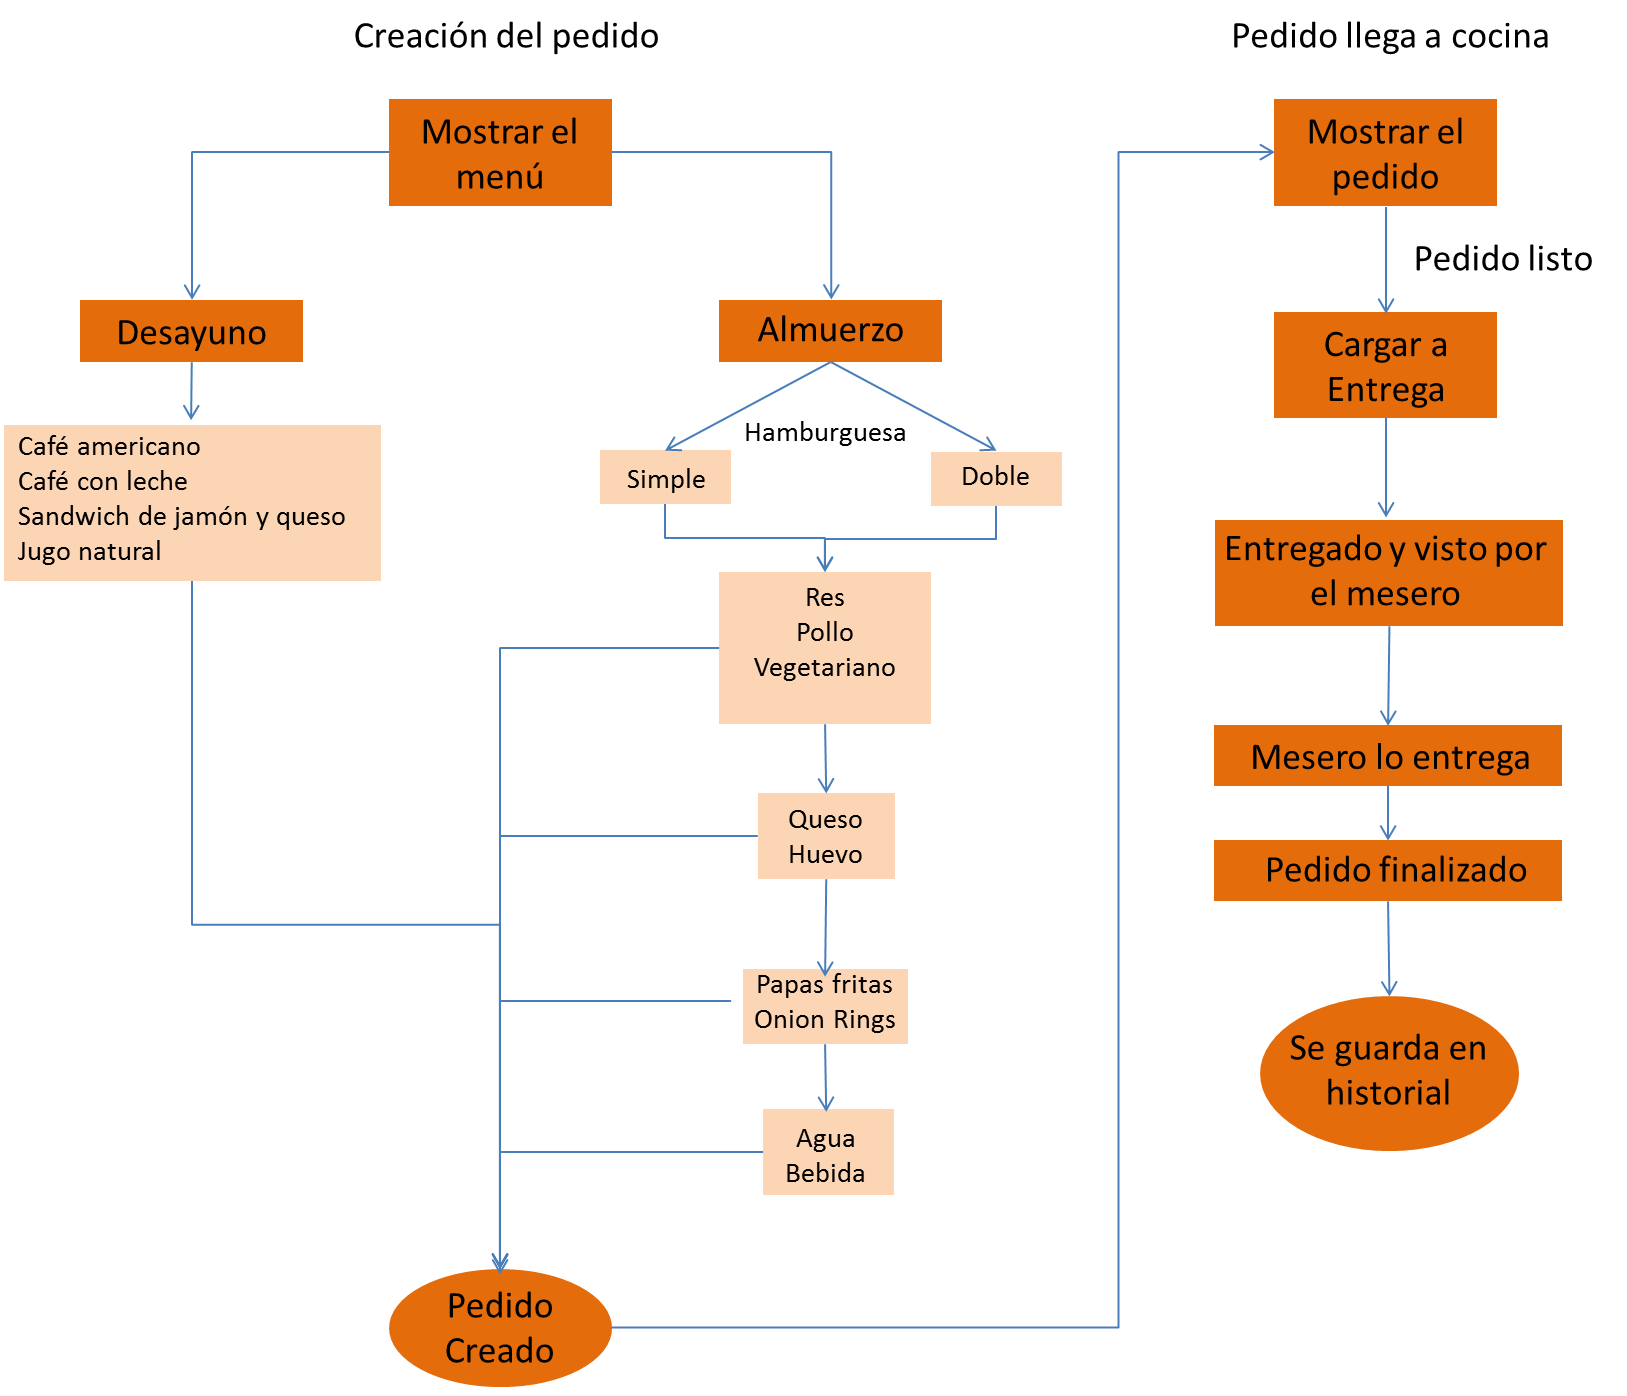 Creación del pedido
Mostrar el
menú
Desayuno
Café americano
Café con leche
Sandwich de jamón y queso
Jugo natural
Almuerzo
Hamburguesa
Simple
Doble
Res
Pollo
Vegetariano
Queso
Huevo
Papas fritas
Onion Rings
Agua
Bebida
Pedido
Creado
Pedido llega a cocina
Mostrar el
pedido
Pedido listo
Cargar a
Entrega
Entregado y visto por
el mesero
Mesero lo entrega
Pedido finalizado
Se guarda en
historial